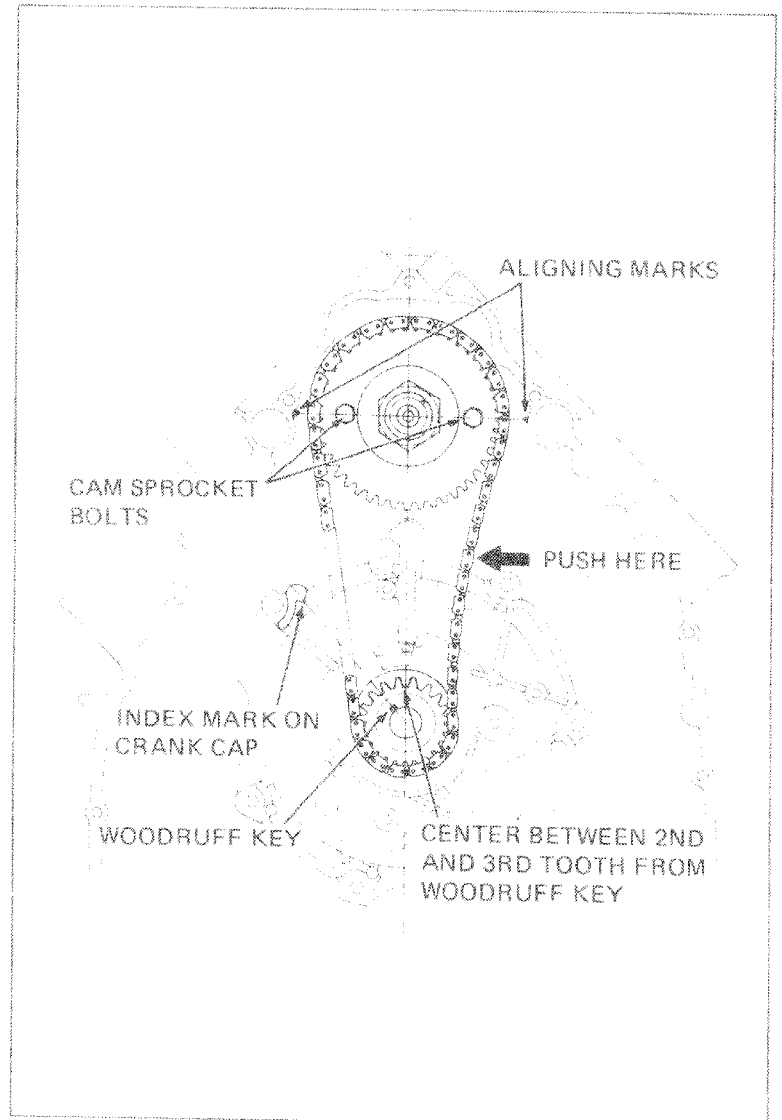 ALIGNING MARKS
CAM SPROCKET
BOLTS
PUSH HERE
INDEX MARK ON
CRANK CAP
WOODRUFF KEY
CENTER BETWEEN 2ND
AND 3RD TOOTH FROM
WOODRUFF KEY